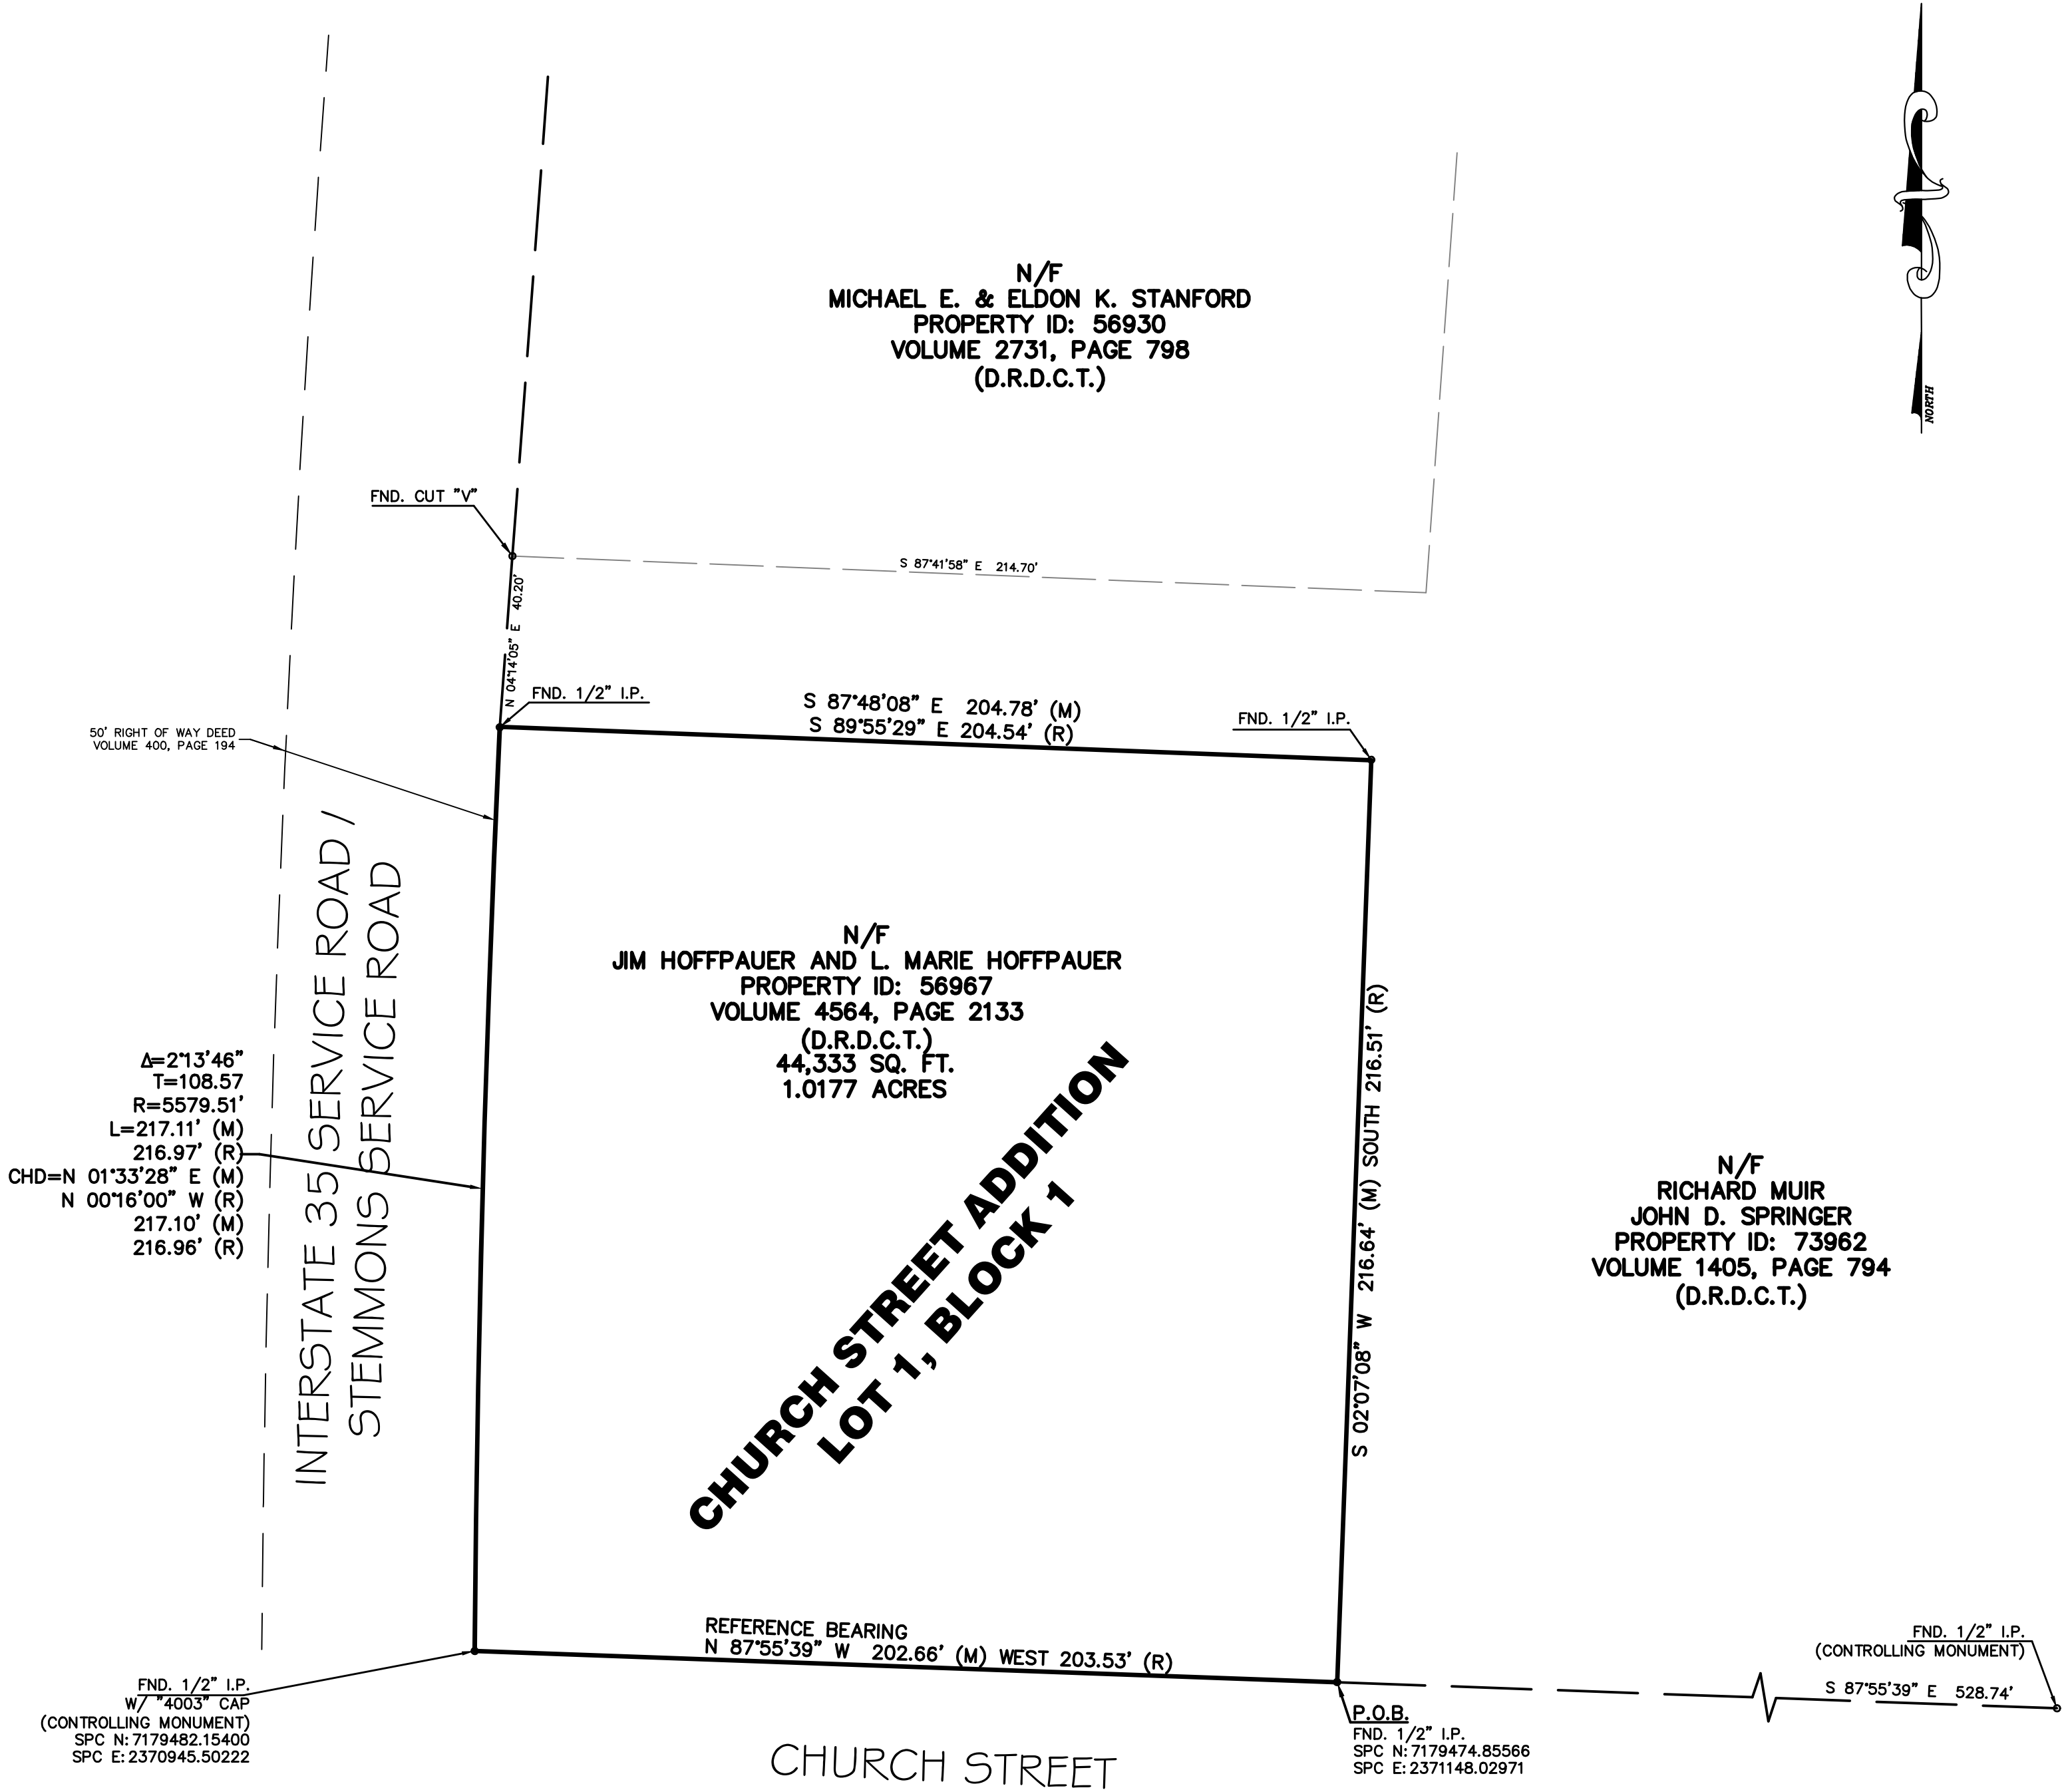 NORTH
N/F
MICHAEL E. & ELDON K. STANFORD
PROPERTY ID: 56930
VOLUME 2731, PAGE 798
(D.R.D.C.T.)
FND. CUT "V"
S 87°41'58" E 214.70'
N 04°14'05" E 40.20'
FND. 1/2" I.P.
S 87°48'08" E 204.78' (M)
S 89°55'29" E 204.54' (R)
FND. 1/2" I.P.
50' RIGHT OF WAY DEED
VOLUME 400, PAGE 194
INTERSTATE 35 SERVICE ROAD /
STEMMONS SERVICE ROAD
N/F
JIM HOFFPAUER AND L. MARIE HOFFPAUER
PROPERTY ID: 56967
VOLUME 4564, PAGE 2133
(D.R.D.C.T.)
44,333 SQ. FT.
1.0177 ACRES
CHURCH STREET ADDITION
LOT 1, BLOCK 1
S 02°07'08" W 216.64' (M) SOUTH 216.51' (R)
Δ=2°13'46"
T=108.57
R=5579.51'
L=217.11' (M)
216.97' (R)
CHD=N 01°33'28" E (M)
N 00°16'00" W (R)
217.10' (M)
216.96' (R)
N/F
RICHARD MUIR
JOHN D. SPRINGER
PROPERTY ID: 73962
VOLUME 1405, PAGE 794
(D.R.D.C.T.)
REFERENCE BEARING
N 87°55'39" W 202.66' (M) WEST 203.53' (R)
FND. 1/2" I.P.
(CONTROLLING MONUMENT)
S 87°55'39" E 528.74'
FND. 1/2" I.P.
W/ "4003" CAP
(CONTROLLING MONUMENT)
SPC N: 7179482.15400
SPC E: 2370945.50222
P.O.B.
FND. 1/2" I.P.
SPC N: 7179474.85566
SPC E: 2371148.02971
CHURCH STREET